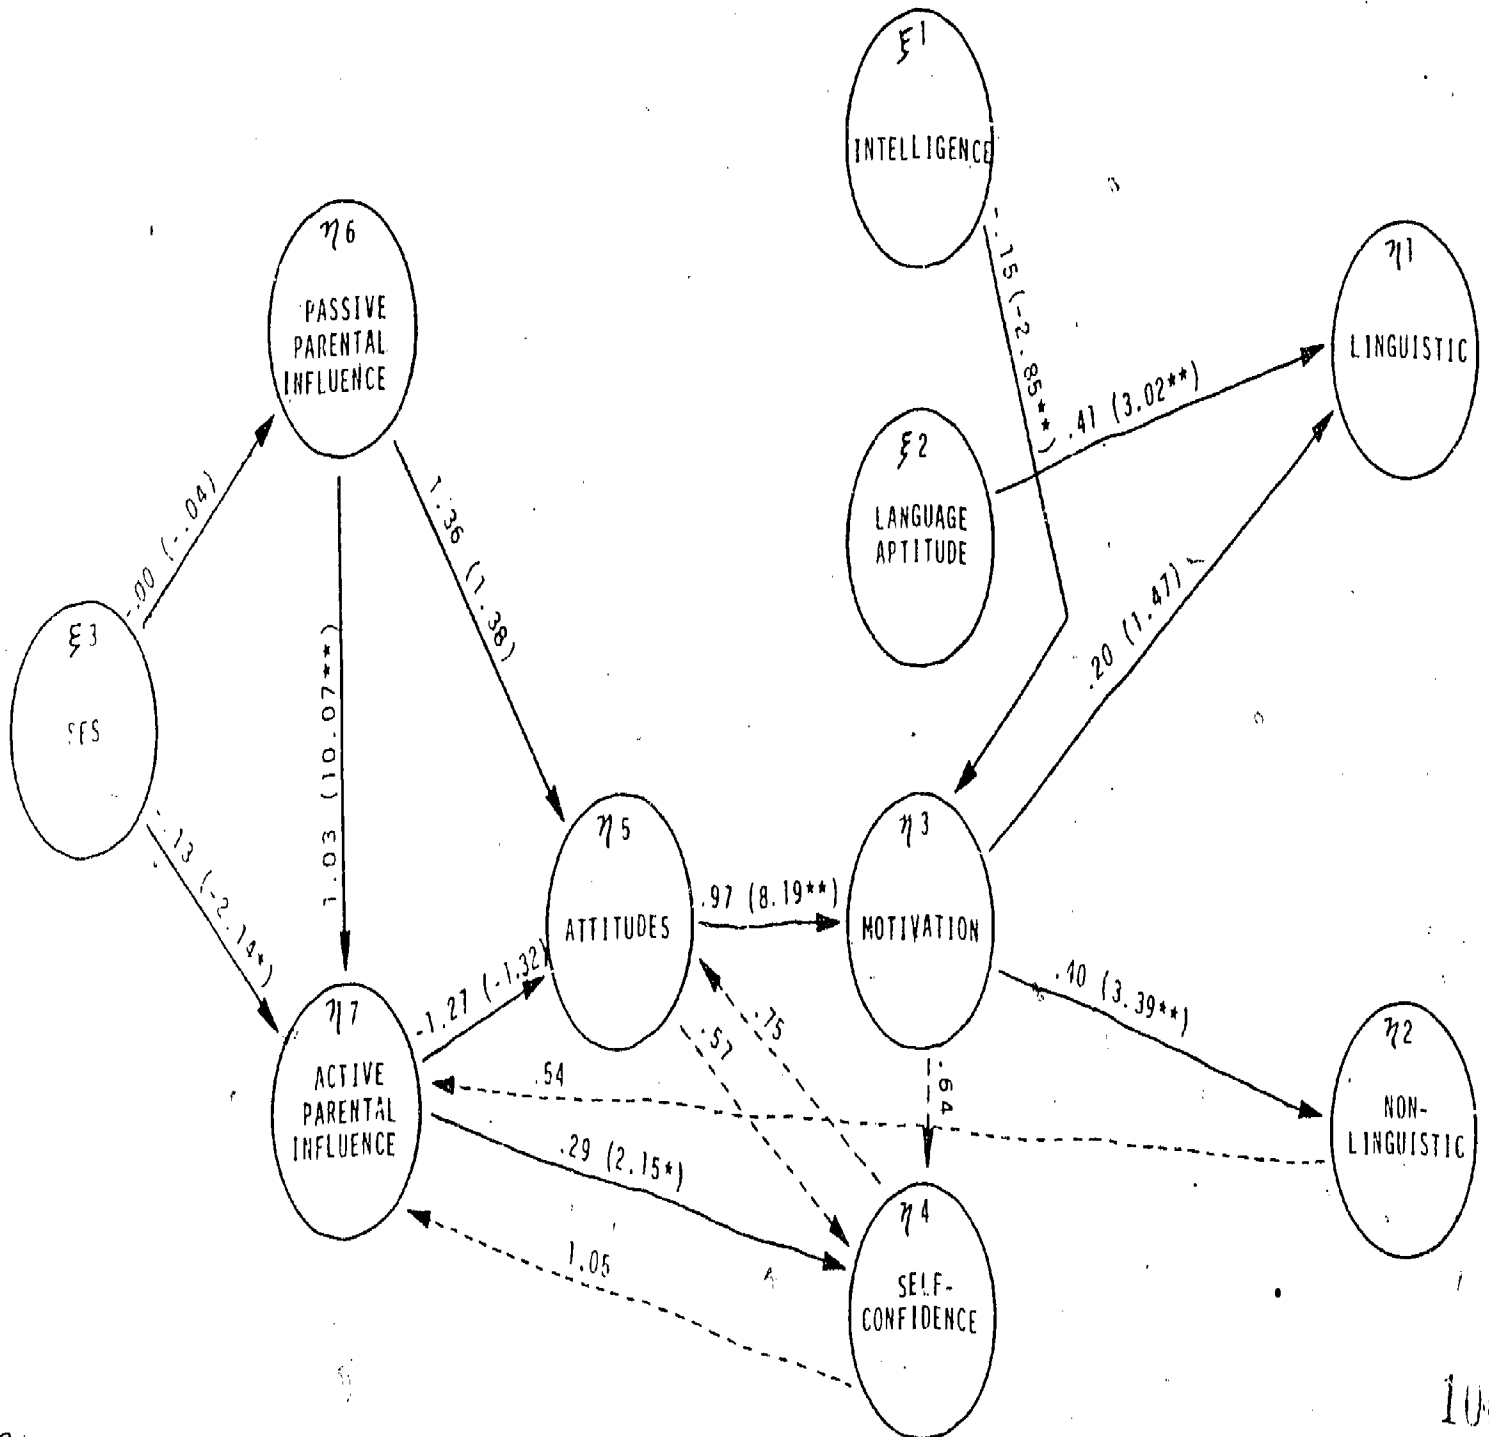 ξ1
INTELLIGENCE
η6
PASSIVE
PARENTAL
INFLUENCE
η1
LINGUISTIC
-.15 (-2.85**)
.41 (3.02**)
ξ2
LANGUAGE
APTITUDE
-.00 (-.04)
1.36 (1.38)
ξ3
SES
1.03 (10.07**)
.20 (1.47)
-.13 (-2.14*)
η5
ATTITUDES
.97 (8.19**)
η3
MOTIVATION
-1.27 (-1.32)
η7
ACTIVE
PARENTAL
INFLUENCE
.57
.75
.64
.40 (3.39**)
.54
η2
NON-
LINGUISTIC
.29 (2.15*)
1.05
η4
SELF-
CONFIDENCE